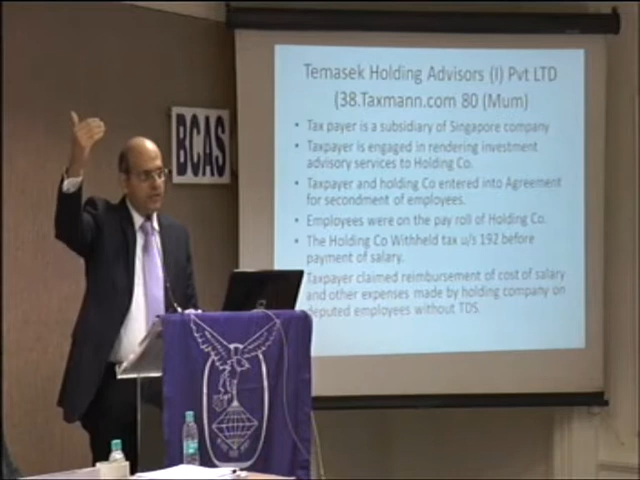 BCAS
Temasek Holding Advisors (I) Pvt LTD
(38.Taxmann.com 80 (Mum)
• Tax payer is a subsidiary of Singapore company
• Taxpayer is engaged in rendering investment
advisory services to Holding Co.
• Taxpayer and holding Co entered into Agreement
for secondment of employees.
• Employees were on the pay roll of Holding Co.
• The Holding Co Withheld tax u/s 192 before
payment of salary.
Taxpayer claimed reimbursement of cost of salary
and other expenses made by holding company on
deputed employees without TDS.